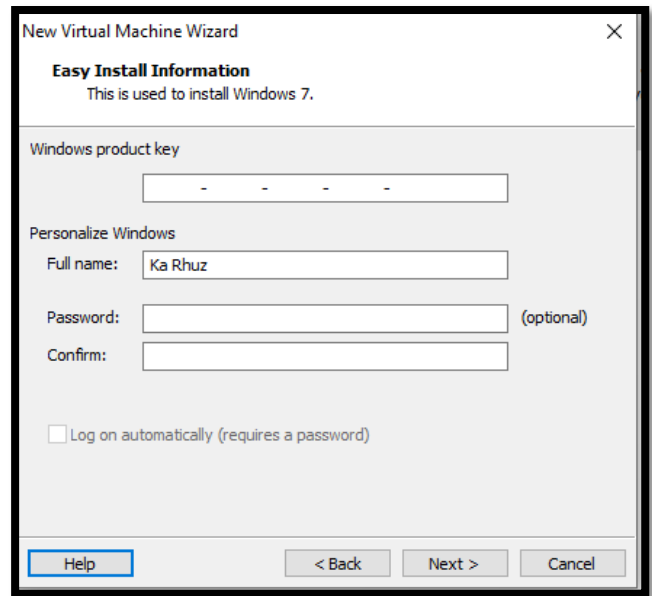 New Virtual Machine Wizard
Easy Install Information
This is used to install Windows 7.
Windows product key
- - - -
Personalize Windows
Full name: Ka Rhuz
Password: (optional)
Confirm:
Log on automatically (requires a password)
Help < Back Next > Cancel